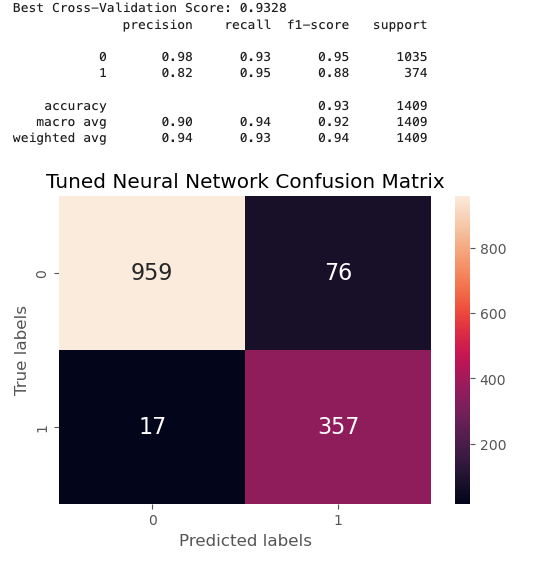 Best Cross-Validation Score: 0.9328
precision recall f1-score support
0 0.98 0.93 0.95 1035
1 0.82 0.95 0.88 374
accuracy 0.93 1409
macro avg 0.90 0.94 0.92 1409
weighted avg 0.94 0.93 0.94 1409
Tuned Neural Network Confusion Matrix
959 76
17 357
0
1
True labels
0 1
Predicted labels
800
600
400
200